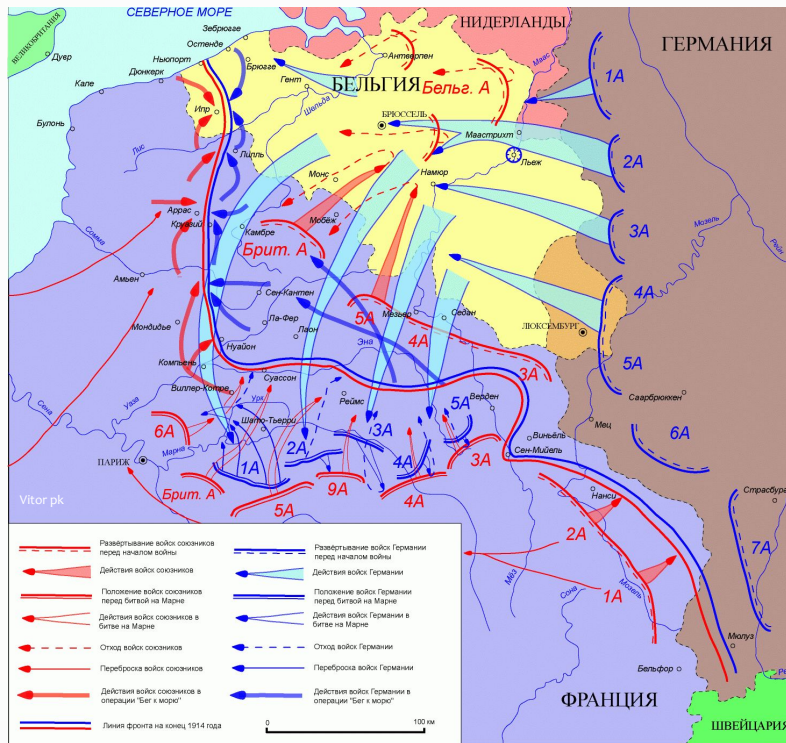 СЕВЕРНОЕ МОРЕ
НИДЕРЛАНДЫ
ГЕРМАНИЯ
ВЕЛИКОБРИТАНИЯ
Дувр
Зебрюгге
Остенде
Ньюпорт
Брюгге
Дюнкерк
Кале
Булонь
Антверпен
Гент
БЕЛЬГИЯ
Бельг. А
Маас
1А
Шельда
Ипр
БРЮССЕЛЬ
Маастрихт
Льеж
2А
Лис
Лилль
Монс
Намюр
Мобёж
3А
Мозель
Рейн
Аррас
Камбре
Брит. А
Сомма
Амьен
Сен-Кантен
Ла-Фер
Лаон
5А
Мезьер
4А
Седан
3А
4А
ЛЮКСЕМБУРГ
5А
Мондидье
Нуайон
Компьень
Эна
Виллер-Котре
Суассон
Саарбрюккен
Сена
Уаза
Урк
Реймс
Верден
Мец
6А
6А
Шато-Тьерри
Марна
ПАРИЖ
1А
2А
3А
4А
5А
Виньёль
Сен-Мийель
Брит. А
5А
9А
4А
3А
Нанси
Страсбург
7А
2А
1А
Мёз
Сона
Мозель
Мюлуз
Бельфор
ФРАНЦИЯ
ШВЕЙЦАРИЯ
Vitor pk
Развёртывание войск союзников
перед началом войны
Действия войск союзников
Положение войск союзников
перед битвой на Марне
Действия войск союзников в
битве на Марне
Отход войск союзников
Переброска войск союзников
Действия войск союзников в
операции "Бег к морю"
Линия фронта на конец 1914 года
Развёртывание войск Германии
перед началом войны
Действия войск Германии
Положение войск Германии
перед битвой на Марне
Действия войск Германии в
битве на Марне
Отход войск Германии
Переброска войск Германии
Действия войск Германии в
операции "Бег к морю"
0
100 км